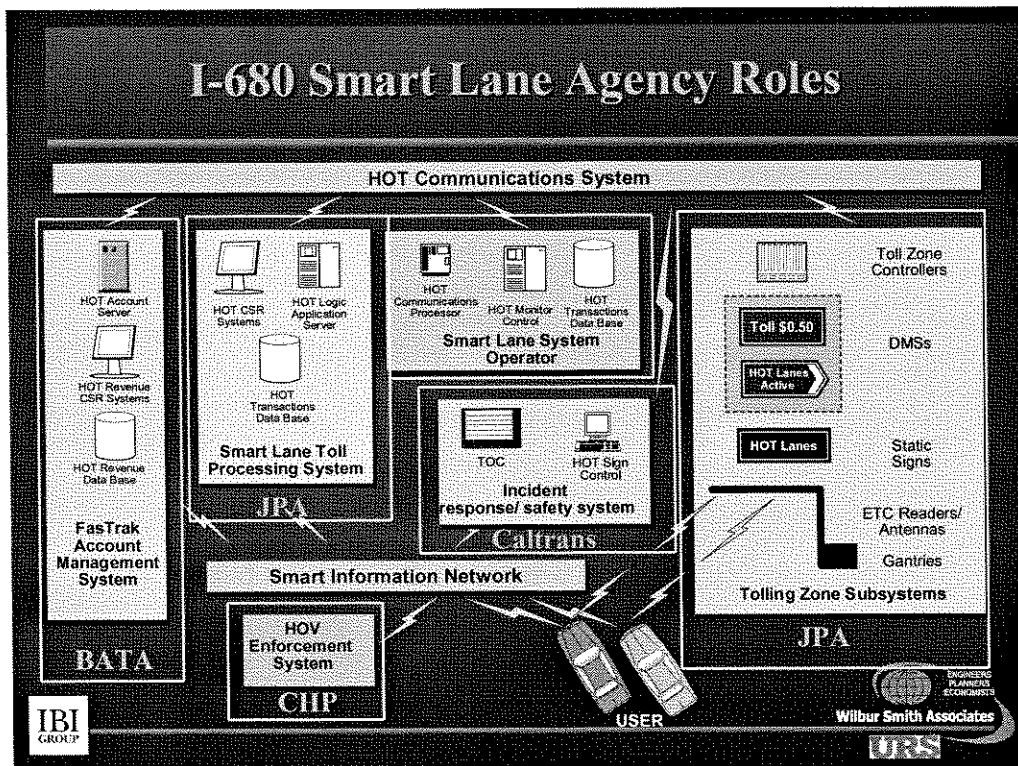 I-680 Smart Lane Agency Roles
HOT Communications System
HOT Account
Server
HOT Revenue
CSR Systems
HOT Revenue
Data Base
FasTrak
Account
Management
System
BATA
HOT CSR
Systems
HOT Logic
Application
Server
HOT
Transactions
Data Base
Smart Lane Toll
Processing System
JPA
HOT
Communications
Processor
HOT Monitor
Control
HOT
Transactions
Data Base
Smart Lane System
Operator
TOC
HOT Sign
Control
Incident
response/ safety system
Caltrans
Toll Zone
Controllers
Toll $0.50
DMSs
HOT Lanes
Active
HOT Lanes
Static
Signs
ETC Readers/
Antennas
Gantries
Tolling Zone Subsystems
JPA
Smart Information Network
HOV
Enforcement
System
CHP
USER
IBI
GROUP
ENGINEERS
PLANNERS
ECONOMISTS
Wilbur Smith Associates
URS